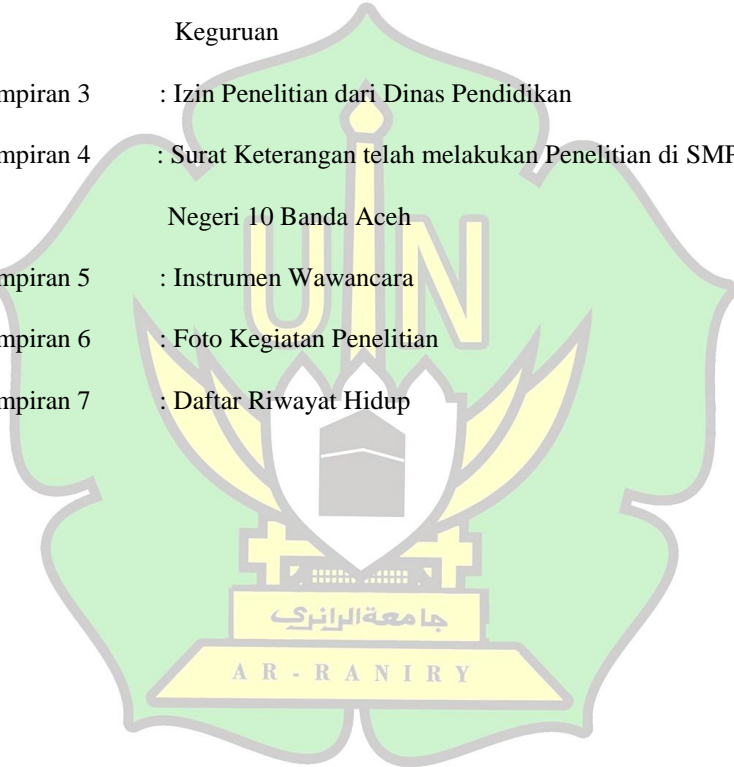 Keguruan
mpiran 3 : Izin Penelitian dari Dinas Pendidikan
mpiran 4 : Surat Keterangan telah melakukan Penelitian di SMP
Negeri 10 Banda Aceh
UIN
mpiran 5 : Instrumen Wawancara
mpiran 6 : Foto Kegiatan Penelitian
mpiran 7 : Daftar Riwayat Hidup
جامعة الرانري
AR-RANIRY